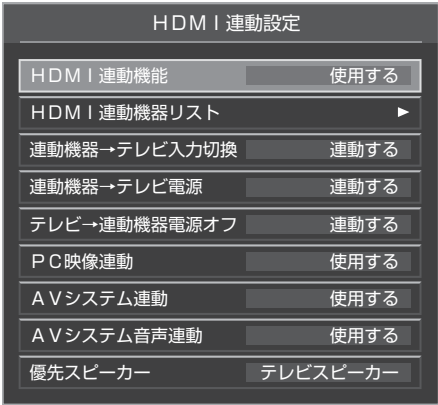 ＨＤＭＩ連動設定
ＨＤＭＩ連動機能 使用する
ＨＤＭＩ連動機器リスト ▶
連動機器→テレビ入力切換 連動する
連動機器→テレビ電源 連動する
テレビ→連動機器電源オフ 連動する
ＰＣ映像連動 使用する
ＡＶシステム連動 使用する
ＡＶシステム音声連動 使用する
優先スピーカー テレビスピーカー